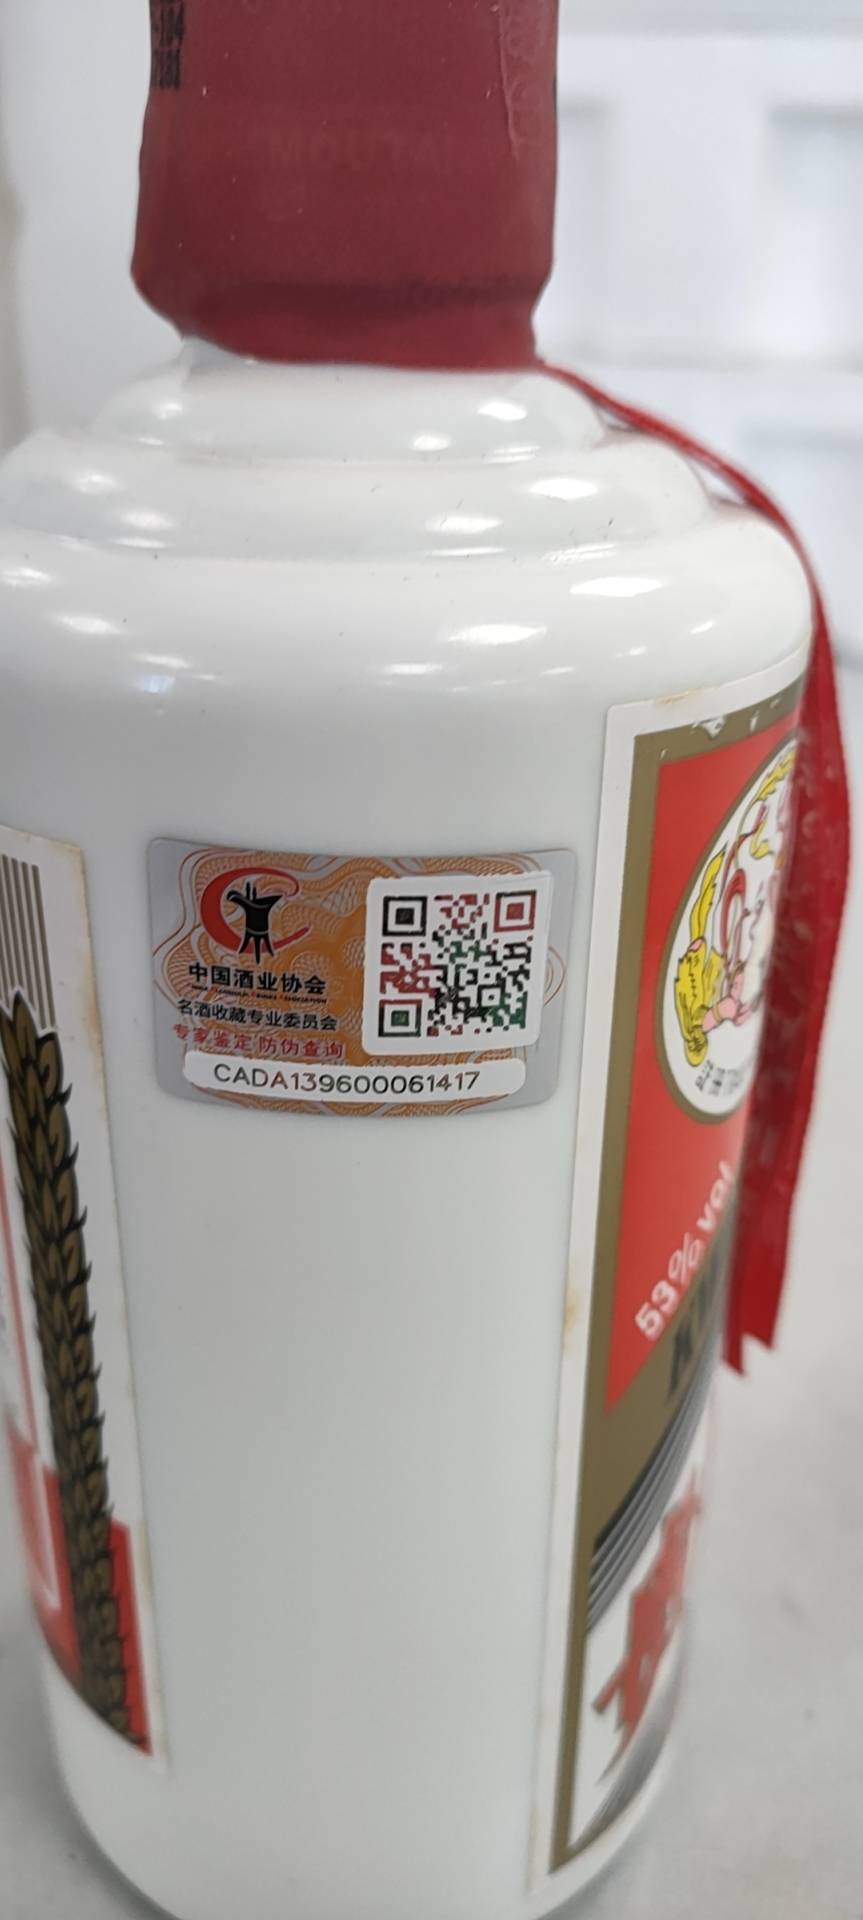 MOUTAI
中国酒业协会
名酒收藏专业委员会
专家鉴定 防伪查询
CADA139600061417
53% vol